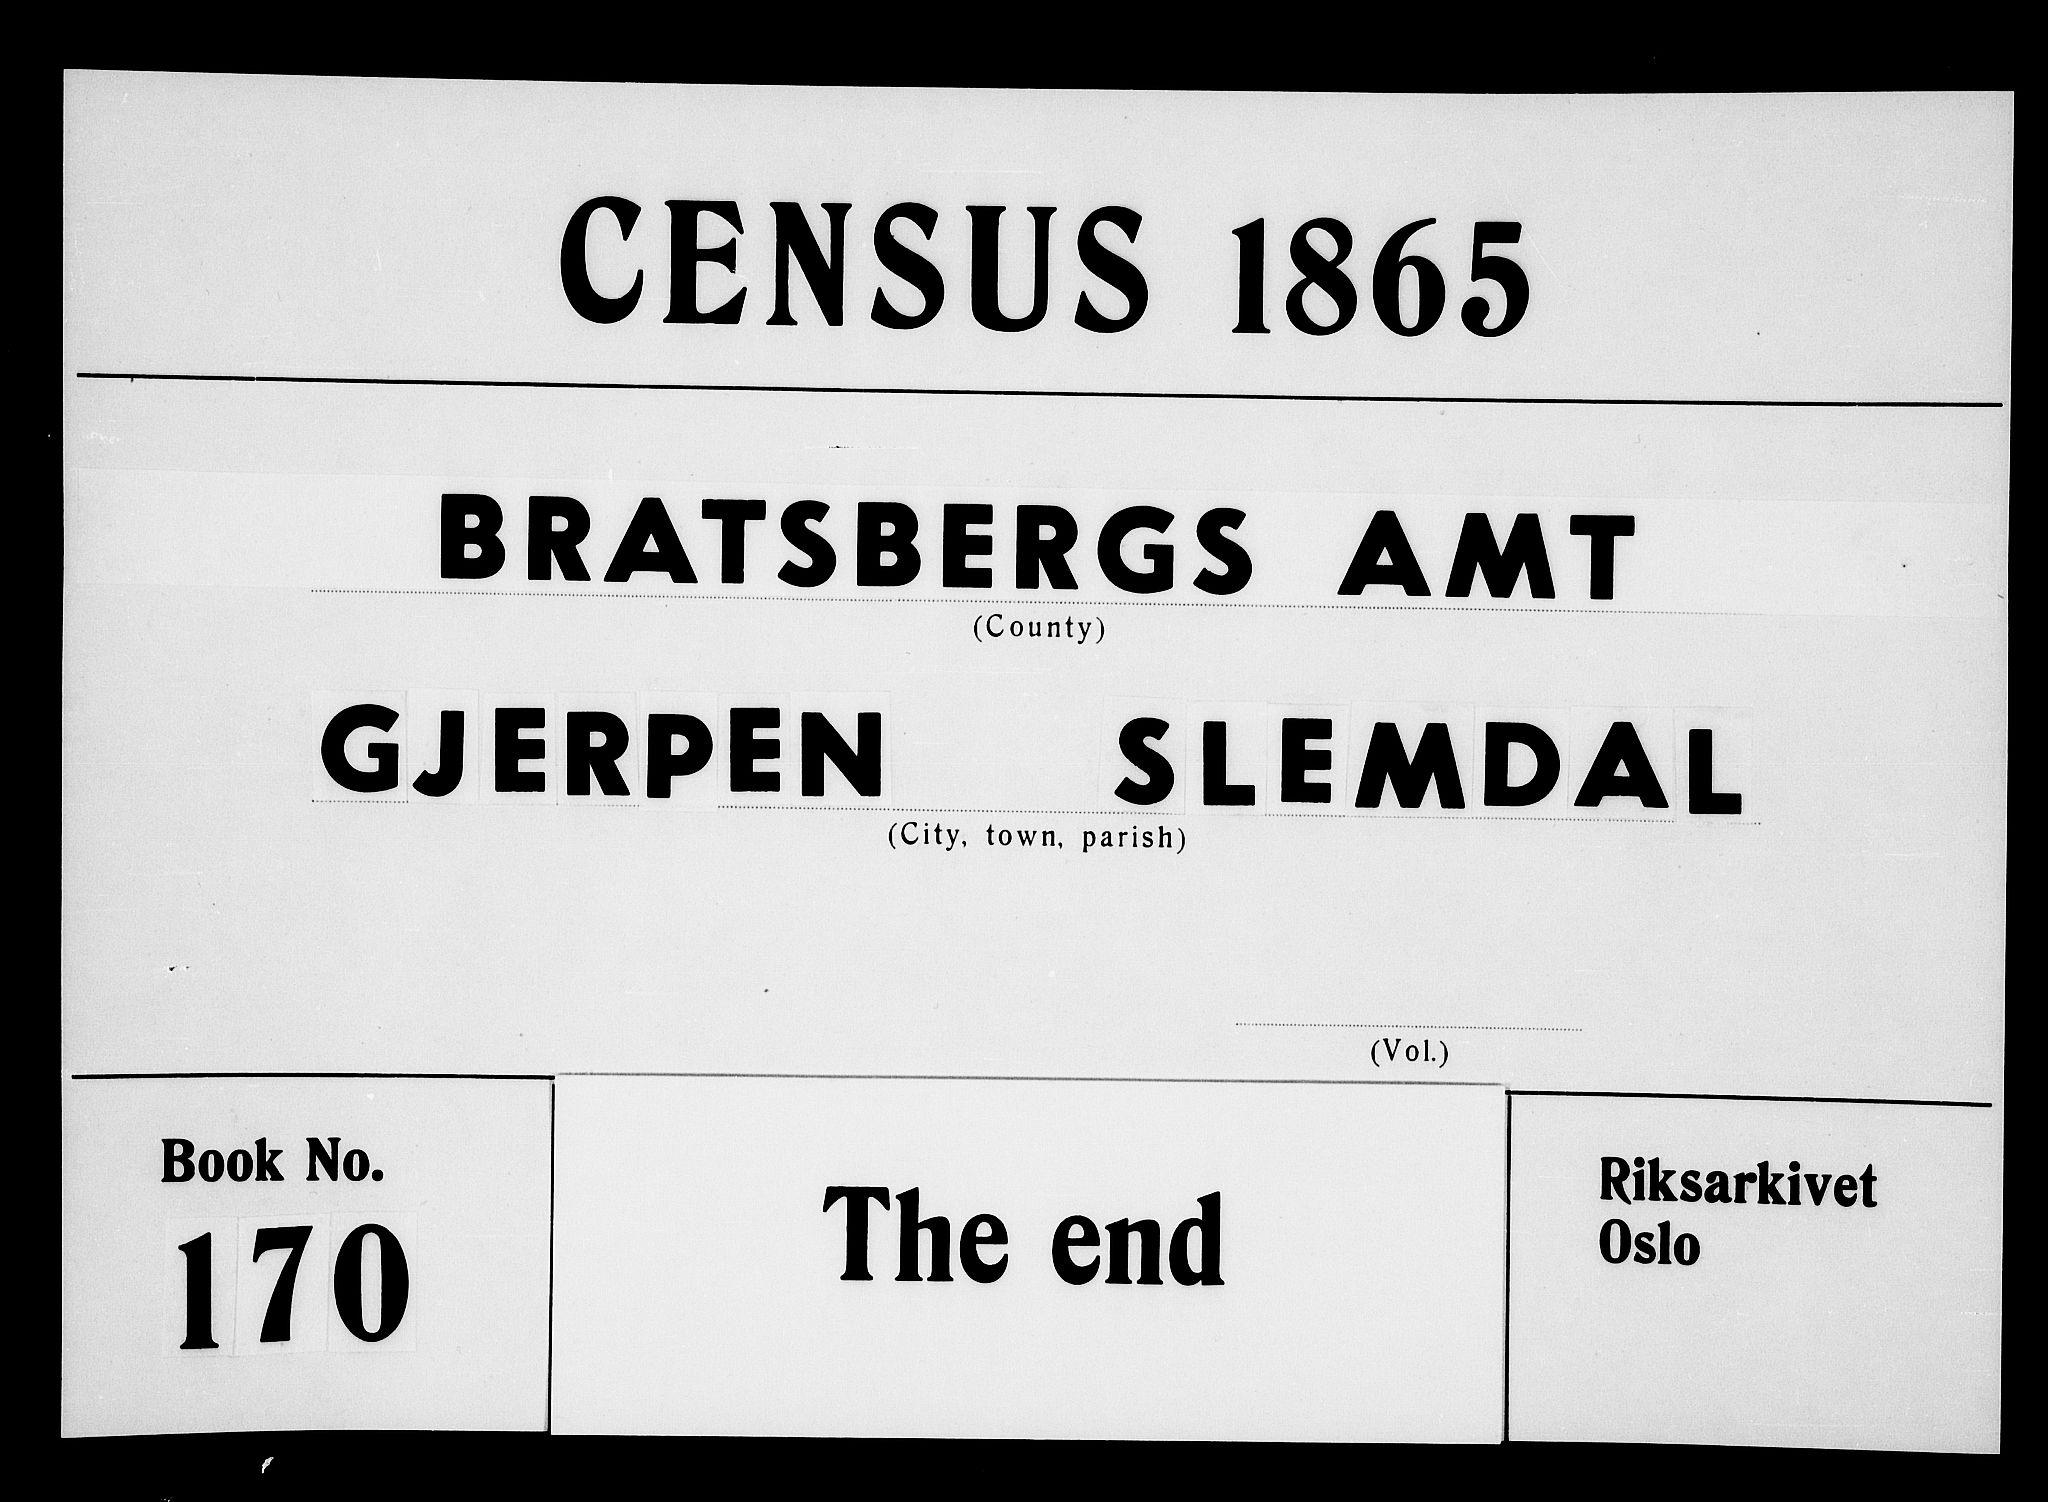 CENSUS 1865
BRATSBERGS AMT
(County)
GJERPEN SLEMDAL
(City, town, parish)
(Vol.)
Book No.
170
The end
Riksarkivet
Oslo